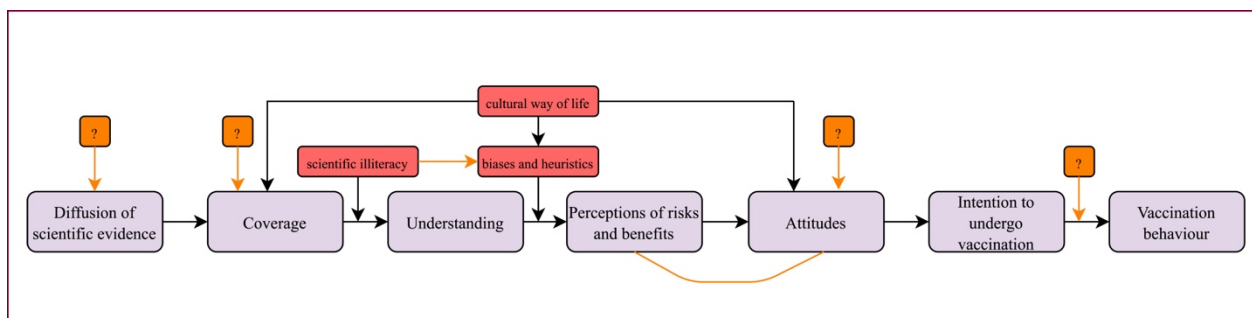 cultural way of life
?
?
?
?
scientific illiteracy
biases and heuristics
Diffusion of
scientific evidence
Coverage
Understanding
Perceptions of risks
and benefits
Attitudes
Intention to
undergo
vaccination
Vaccination
behaviour